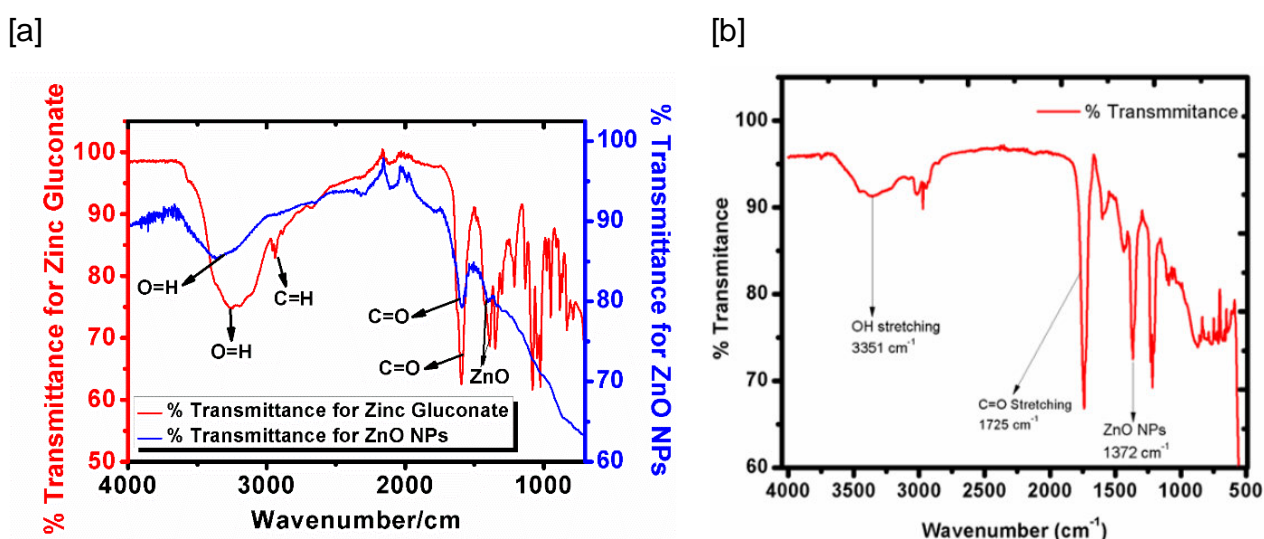 [a]
[b]
% Transmittance for Zinc Gluconate
100
90
80
70
60
50
O=H
O=H
C=H
C=O
C=O
ZnO
% Transmittance for Zinc Gluconate
% Transmittance for ZnO NPs
4000
3000
2000
1000
Wavenumber/cm
100
90
80
70
60
% Transmittance for ZnO NPs
% Transmittance
100
90
80
70
60
% Transmmitance
OH stretching
3351 cm⁻¹
C=O Stretching
1725 cm⁻¹
ZnO NPs
1372 cm⁻¹
4000 3500 3000 2500 2000 1500 1000 500
Wavenumber (cm⁻¹)